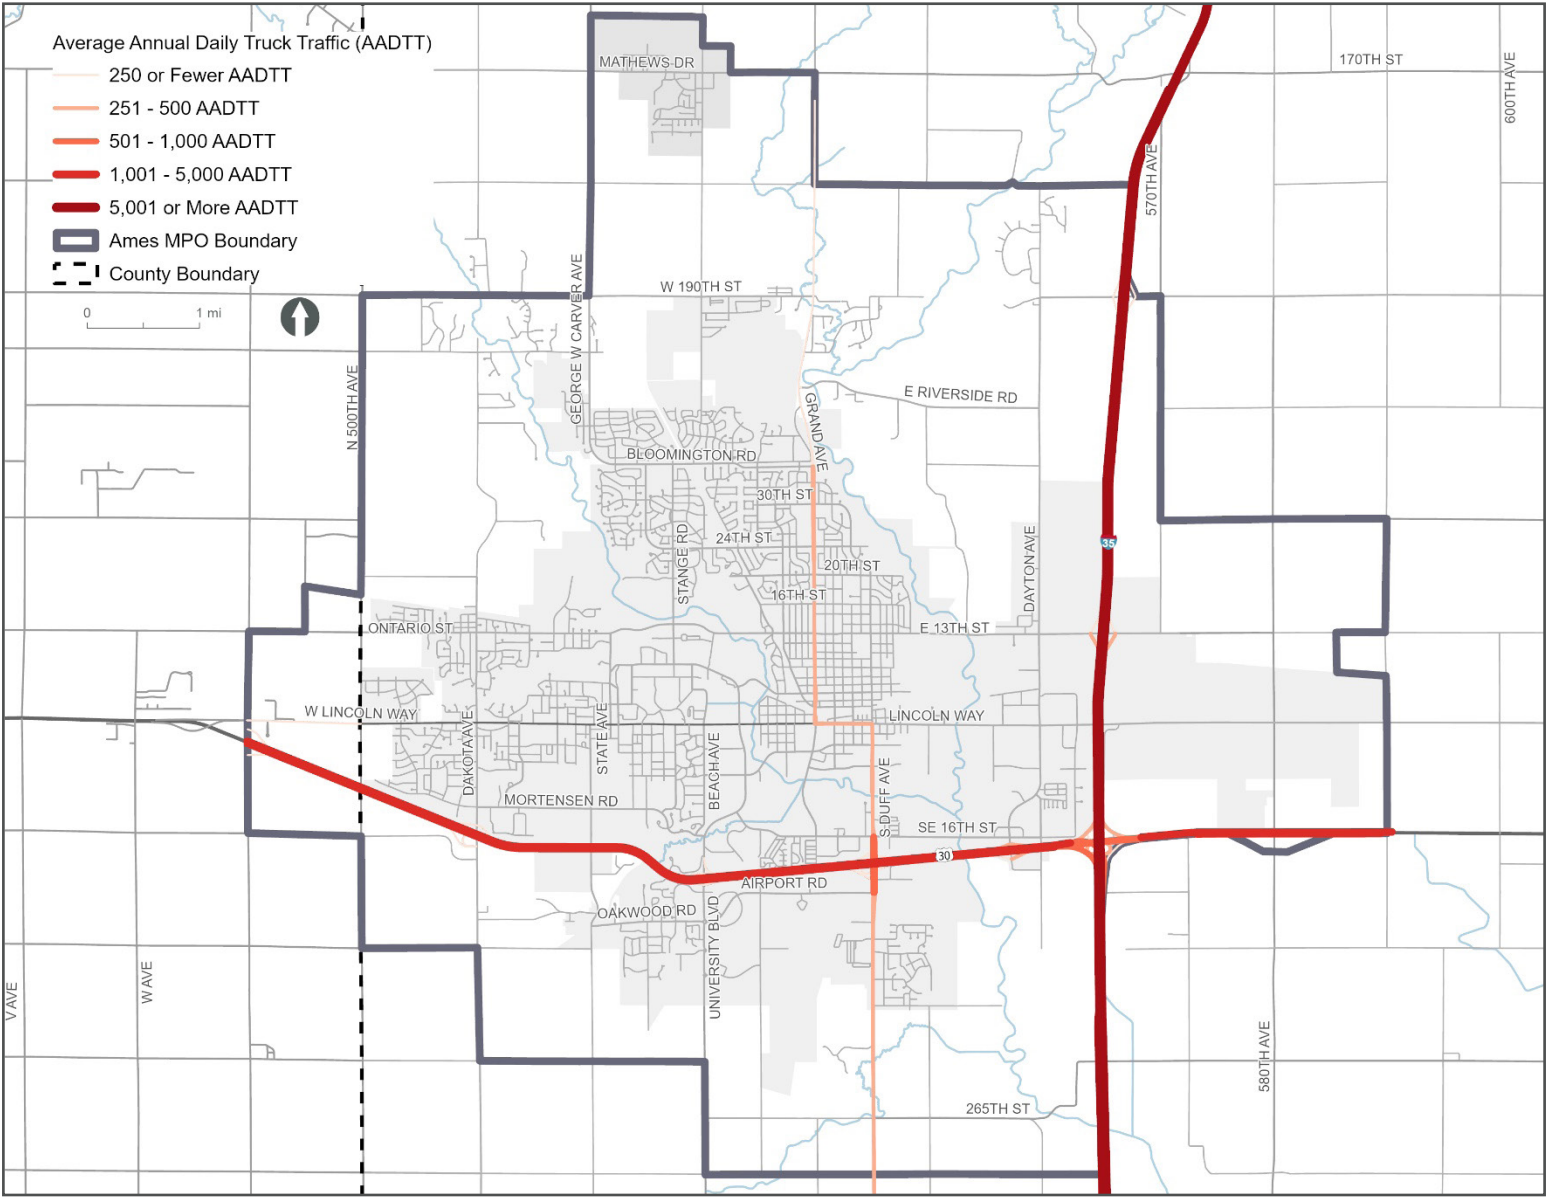 Average Annual Daily Truck Traffic (AADTT)
250 or Fewer AADTT
251 - 500 AADTT
501 - 1,000 AADTT
1,001 - 5,000 AADTT
5,001 or More AADTT
Ames MPO Boundary
County Boundary
0 1 mi
MATHEWS DR
170TH ST
600TH AVE
570TH AVE
GEORGE W CARVER AVE
W 190TH ST
N 500TH AVE
E RIVERSIDE RD
GRAND AVE
BLOOMINGTON RD
30TH ST
24TH ST
STANGE RD
20TH ST
16TH ST
DAYTON AVE
35
ONTARIO ST
E 13TH ST
W LINCOLN WAY
LINCOLN WAY
DAKOTA AVE
STATE AVE
BEACH AVE
S DUFF AVE
MORTENSEN RD
SE 16TH ST
30
AIRPORT RD
OAKWOOD RD
UNIVERSITY BLVD
V AVE
W AVE
580TH AVE
265TH ST